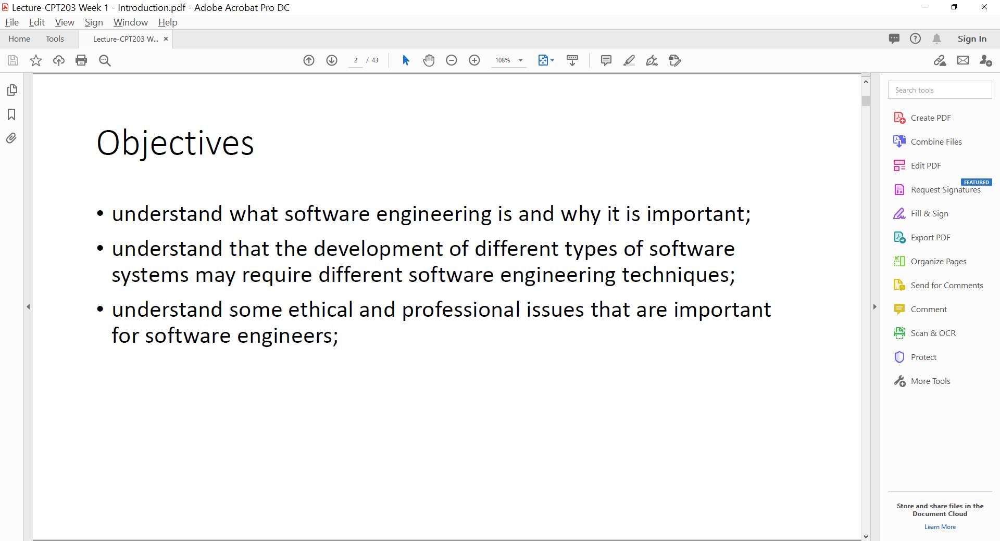 Lecture-CPT203 Week 1 - Introduction.pdf - Adobe Acrobat Pro DC
File Edit View Sign Window Help
Home Tools Lecture-CPT203 W... × Sign In
2 / 43 108%
Search tools
Objectives
• understand what software engineering is and why it is important;
• understand that the development of different types of software
systems may require different software engineering techniques;
• understand some ethical and professional issues that are important
for software engineers;
Create PDF
Combine Files
Edit PDF
FEATURED
Request Signatures
Fill & Sign
Export PDF
Organize Pages
Send for Comments
Comment
Scan & OCR
Protect
More Tools
Store and share files in the
Document Cloud
Learn More